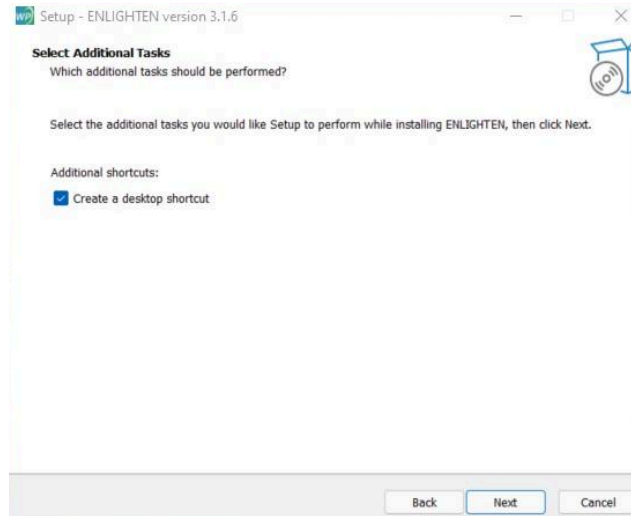 WP Setup - ENLIGHTEN version 3.1.6
Select Additional Tasks
Which additional tasks should be performed?
Select the additional tasks you would like Setup to perform while installing ENLIGHTEN, then click Next.
Additional shortcuts:
Create a desktop shortcut
Back Next Cancel